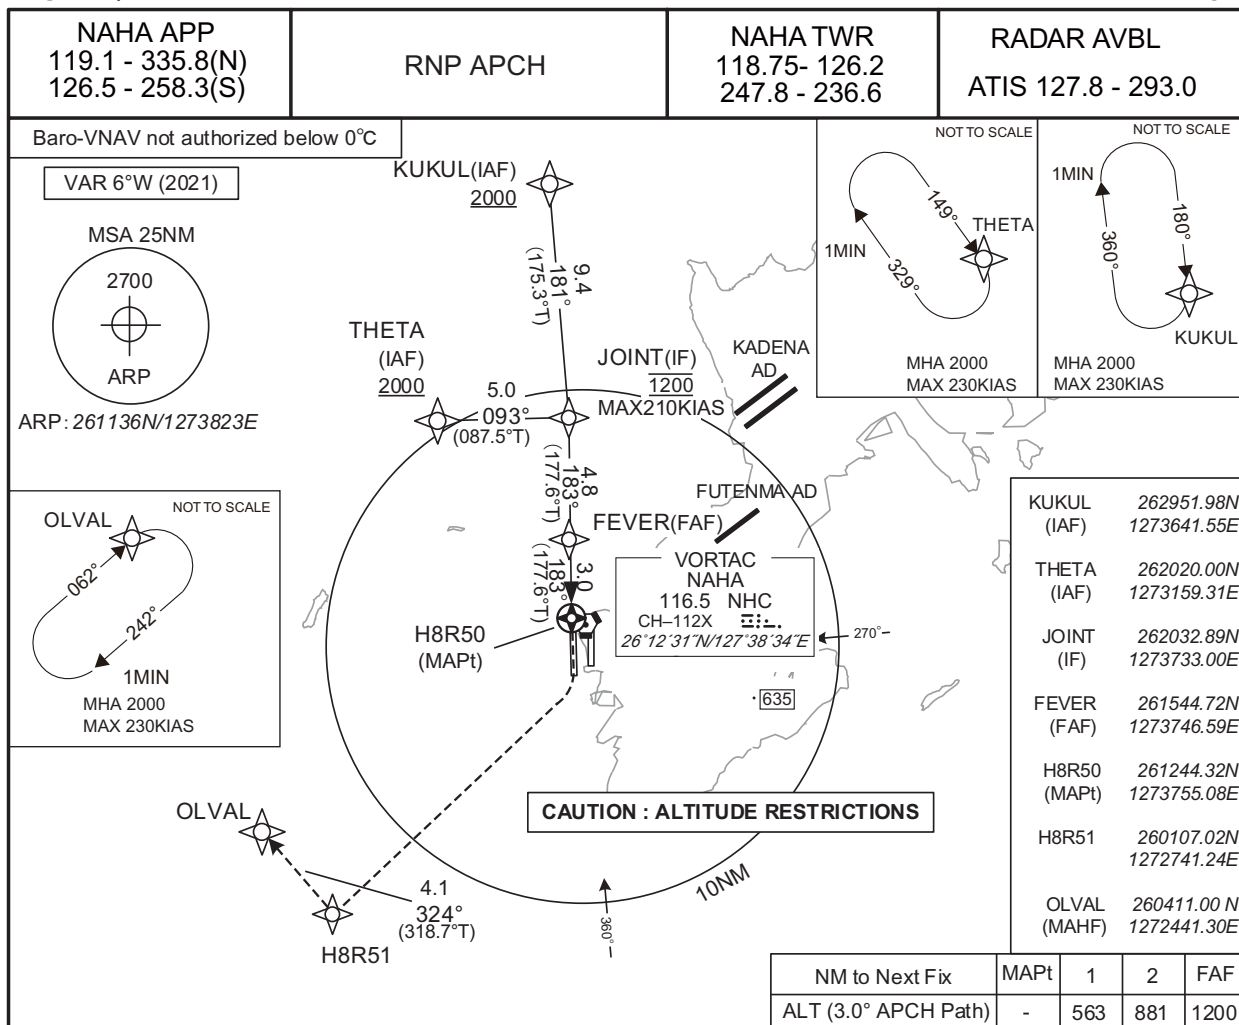 NAHA APP
119.1 - 335.8(N)
126.5 - 258.3(S)
RNP APCH
NAHA TWR
118.75- 126.2
247.8 - 236.6
RADAR AVBL
ATIS 127.8 - 293.0
Baro-VNAV not authorized below 0°C
VAR 6°W (2021)
MSA 25NM
2700
ARP
ARP: 261136N/1273823E
KUKUL(IAF)
2000
9.4
181°
(175.3°T)
THETA
(IAF)
2000
5.0
093°
(087.5°T)
JOINT(IF)
1200
MAX210KIAS
KADENA
AD
NOT TO SCALE
149°
THETA
1MIN
329°
MHA 2000
MAX 230KIAS
NOT TO SCALE
1MIN
180°
360°
KUKUL
MHA 2000
MAX 230KIAS
4.8
183°
(177.6°T)
FUTENMA AD
FEVER(FAF)
3.0
183°
(177.6°T)
VORTAC
NAHA
116.5 NHC
CH–112X
26°12´31˝N/127°38´34˝E
270°
H8R50
(MAPt)
635
NOT TO SCALE
OLVAL
062°
242°
1MIN
MHA 2000
MAX 230KIAS
OLVAL
CAUTION : ALTITUDE RESTRICTIONS
10NM
360°
4.1
324°
(318.7°T)
H8R51
KUKUL 262951.98N
(IAF) 1273641.55E
THETA 262020.00N
(IAF) 1273159.31E
JOINT 262032.89N
(IF) 1273733.00E
FEVER 261544.72N
(FAF) 1273746.59E
H8R50 261244.32N
(MAPt) 1273755.08E
H8R51 260107.02N
1272741.24E
OLVAL 260411.00 N
(MAHF) 1272441.30E
NM to Next Fix MAPt 1 2 FAF
ALT (3.0° APCH Path) - 563 881 1200